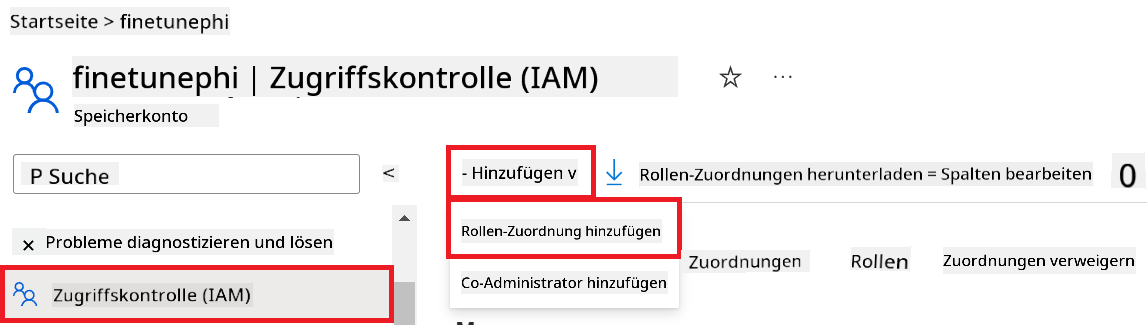 Startseite > finetunephi
finetunephi | Zugriffskontrolle (IAM)
Speicherkonto
P Suche
<
- Hinzufügen v
Rollen-Zuordnungen herunterladen = Spalten bearbeiten
0
Rollen-Zuordnung hinzufügen
Co-Administrator hinzufügen
x Probleme diagnostizieren und lösen
Zugriffskontrolle (IAM)
Zuordnungen
Rollen
Zuordnungen verweigern